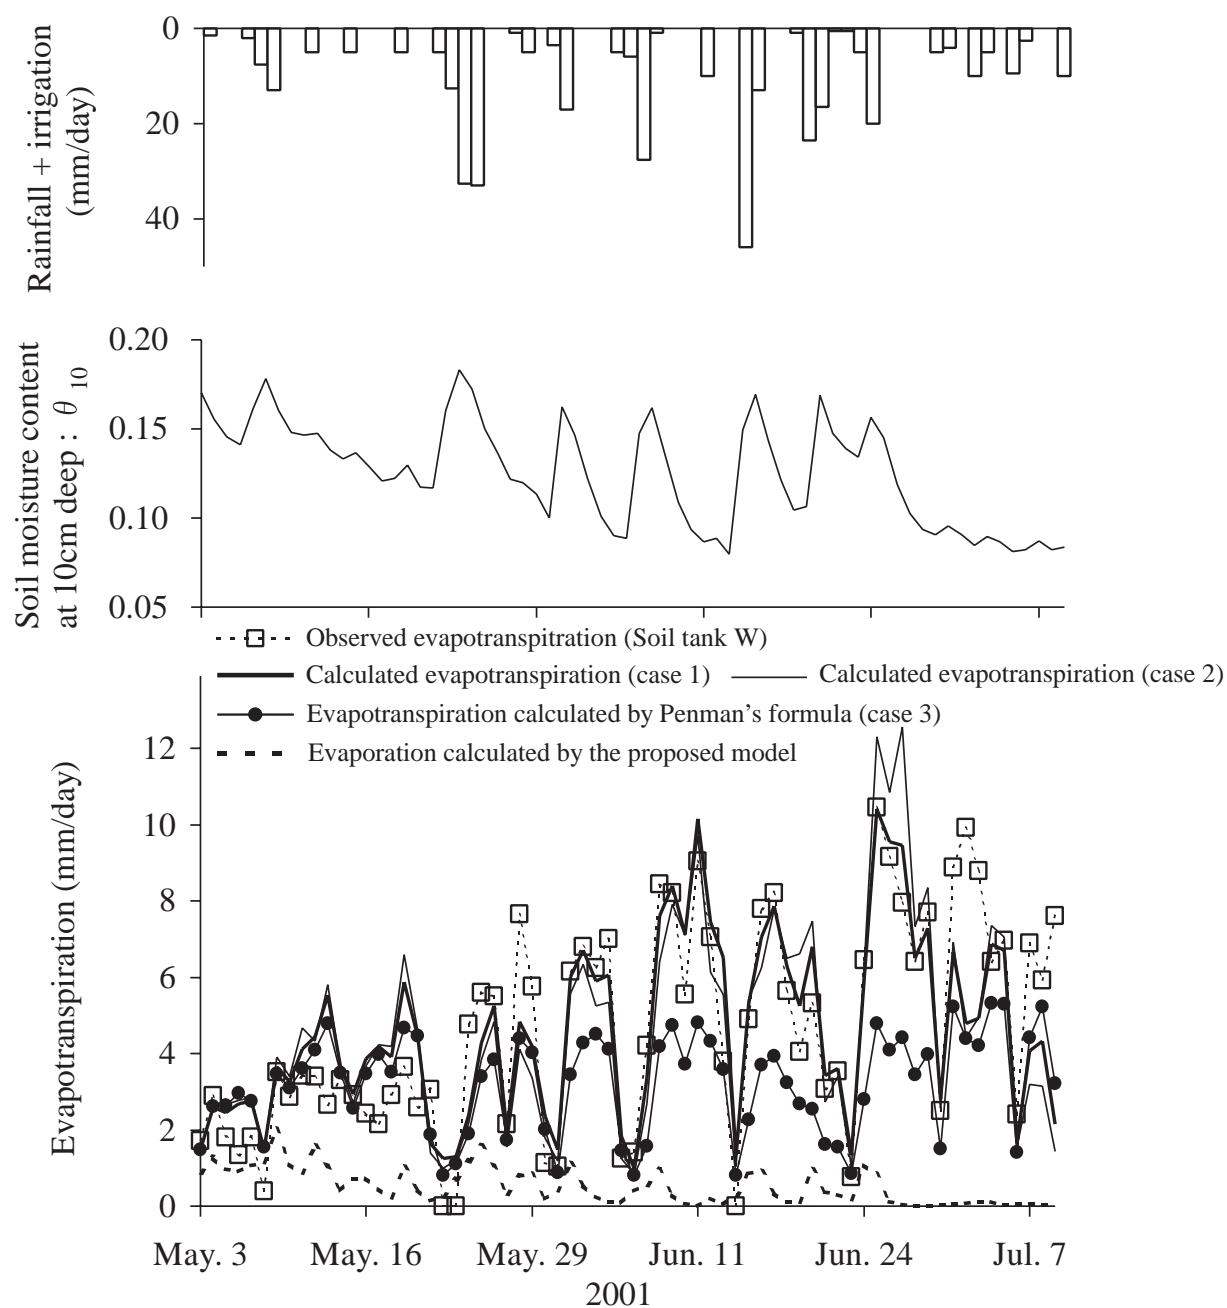 0
20
40
Rainfall + irrigation
(mm/day)
0.20
0.15
0.10
0.05
Soil moisture content
at 10cm deep : θ 10
Observed evapotranspitration (Soil tank W)
Calculated evapotranspiration (case 1)
Calculated evapotranspiration (case 2)
Evapotranspiration calculated by Penman's formula (case 3)
Evaporation calculated by the proposed model
12
10
8
6
4
2
0
Evapotranspiration (mm/day)
May. 3 May. 16 May. 29 Jun. 11 Jun. 24 Jul. 7
2001